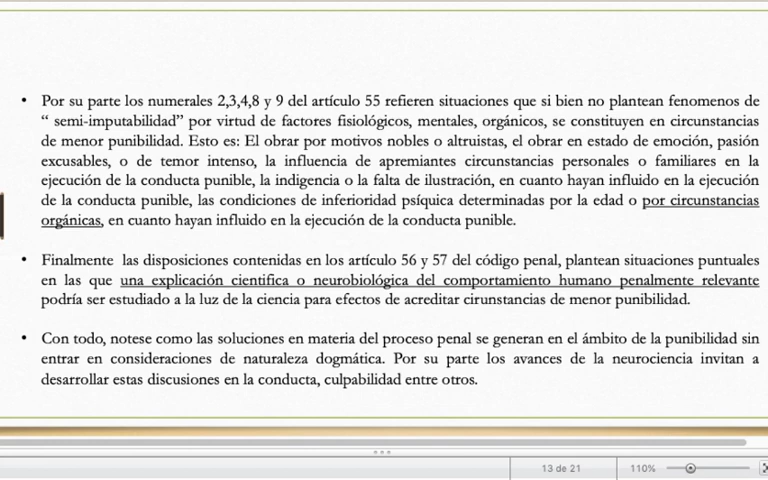 • Por su parte los numerales 2,3,4,8 y 9 del artículo 55 refieren situaciones que si bien no plantean fenomenos de
“ semi-imputabilidad” por virtud de factores fisiológicos, mentales, orgánicos, se constituyen en circunstancias
de menor punibilidad. Esto es: El obrar por motivos nobles o altruistas, el obrar en estado de emoción, pasión
excusables, o de temor intenso, la influencia de apremiantes circunstancias personales o familiares en la
ejecución de la conducta punible, la indigencia o la falta de ilustración, en cuanto hayan influido en la ejecución
de la conducta punible, las condiciones de inferioridad psíquica determinadas por la edad o por circunstancias
orgánicas, en cuanto hayan influido en la ejecución de la conducta punible.
• Finalmente las disposiciones contenidas en los artículo 56 y 57 del código penal, plantean situaciones puntuales
en las que una explicación cientifica o neurobiológica del comportamiento humano penalmente relevante
podría ser estudiado a la luz de la ciencia para efectos de acreditar cirunstancias de menor punibilidad.
• Con todo, notese como las soluciones en materia del proceso penal se generan en el ámbito de la punibilidad sin
entrar en consideraciones de naturaleza dogmática. Por su parte los avances de la neurociencia invitan a
desarrollar estas discusiones en la conducta, culpabilidad entre otros.
13 de 21 110%